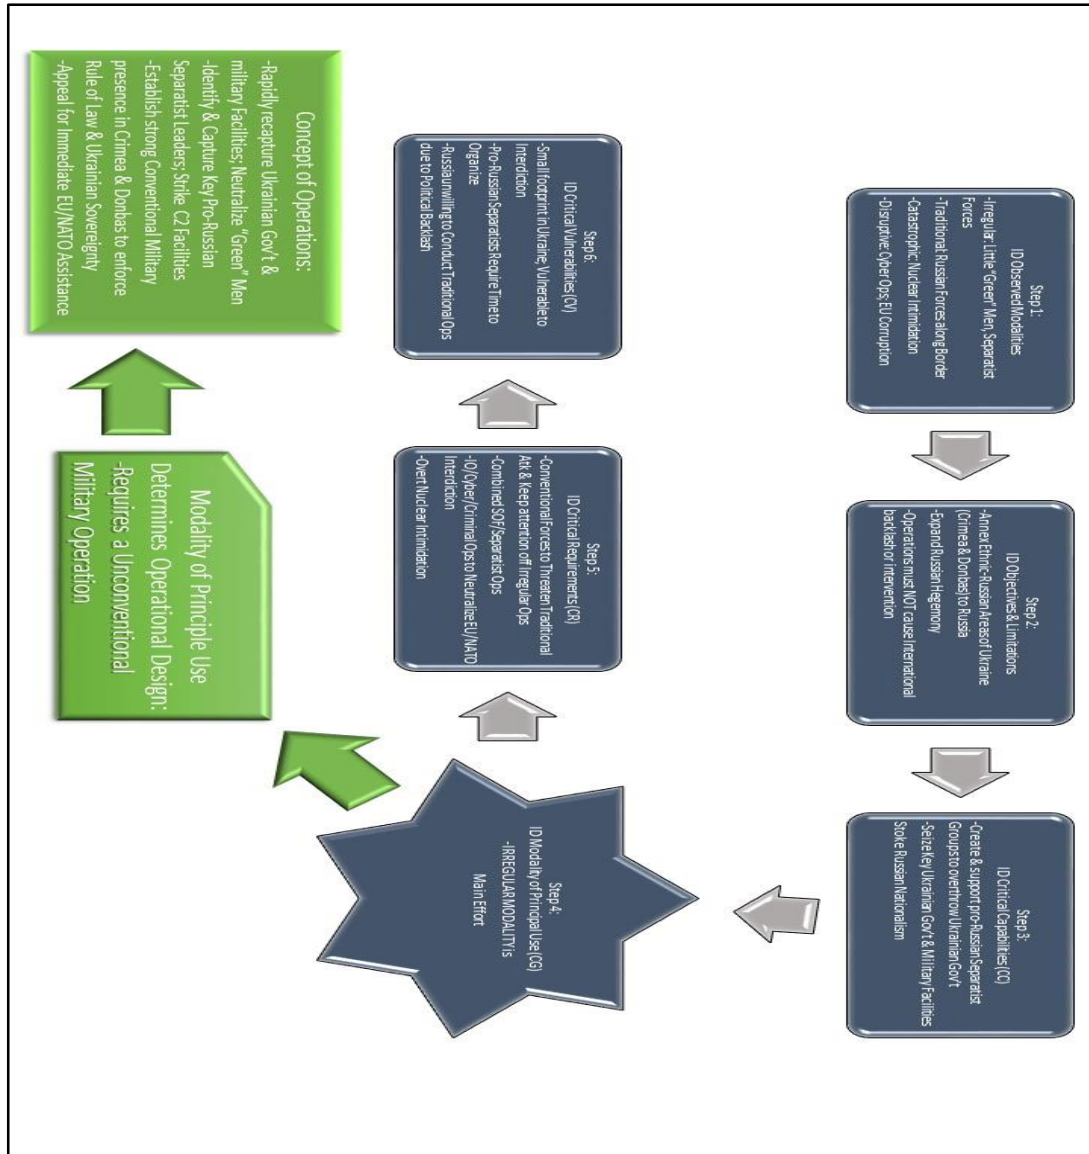 Step 1:
ID Observed Modalities
-Irregular: Little "Green" Men, Separatist
Forces
-Traditional: Russian Forces along Border
-Catastrophic: Nuclear Intimidation
-Disruptive: Cyber Ops; EU Corruption
Step 2:
ID Objectives & Limitations
-Annex Ethnic-Russian Areas of Ukraine
(Crimea & Donbas) to Russia
-Expand Russian Hegemony
-Operations must NOT cause International
backlash or intervention
Step 3:
ID Critical Capabilities (CC)
-Create & support pro-Russian Separatist
Groups to overthrow Ukrainian Gov't
-Seize Key Ukrainian Gov't & Military Facilities
Stoke Russian Nationalism
Step 4:
ID Modality of Principal Use (CG)
-IRREGULAR MODALITY is
Main Effort
Step 5:
ID Critical Requirements (CR)
-Conventional Forces to Threaten Traditional
Atk & Keep attention off Irregular Ops
-Combined SOF/Separatist Ops
-IO/Cyber/Criminal Ops to Neutralize EU/NATO
Interdiction
-Overt Nuclear Intimidation
Step 6:
ID Critical Vulnerabilities (CV)
-Small footprint in Ukraine; Vulnerable to
Interdiction
-Pro-Russian Separatists Require Time to
Organize
-Russia unwilling to Conduct Traditional Ops
due to Political Backlash
Modality of Principle Use
Determines Operational Design:
-Requires a Unconventional
Military Operation
Concept of Operations:
-Rapidly recapture Ukrainian Gov't &
military Facilities; Neutralize "Green" Men
-Identify & Capture Key Pro-Russian
Separatist Leaders; Strike C2 Facilities
-Establish strong Conventional Military
presence in Crimea & Donbas to enforce
Rule of Law & Ukrainian Sovereignty
-Appeal for Immediate EU/NATO Assistance